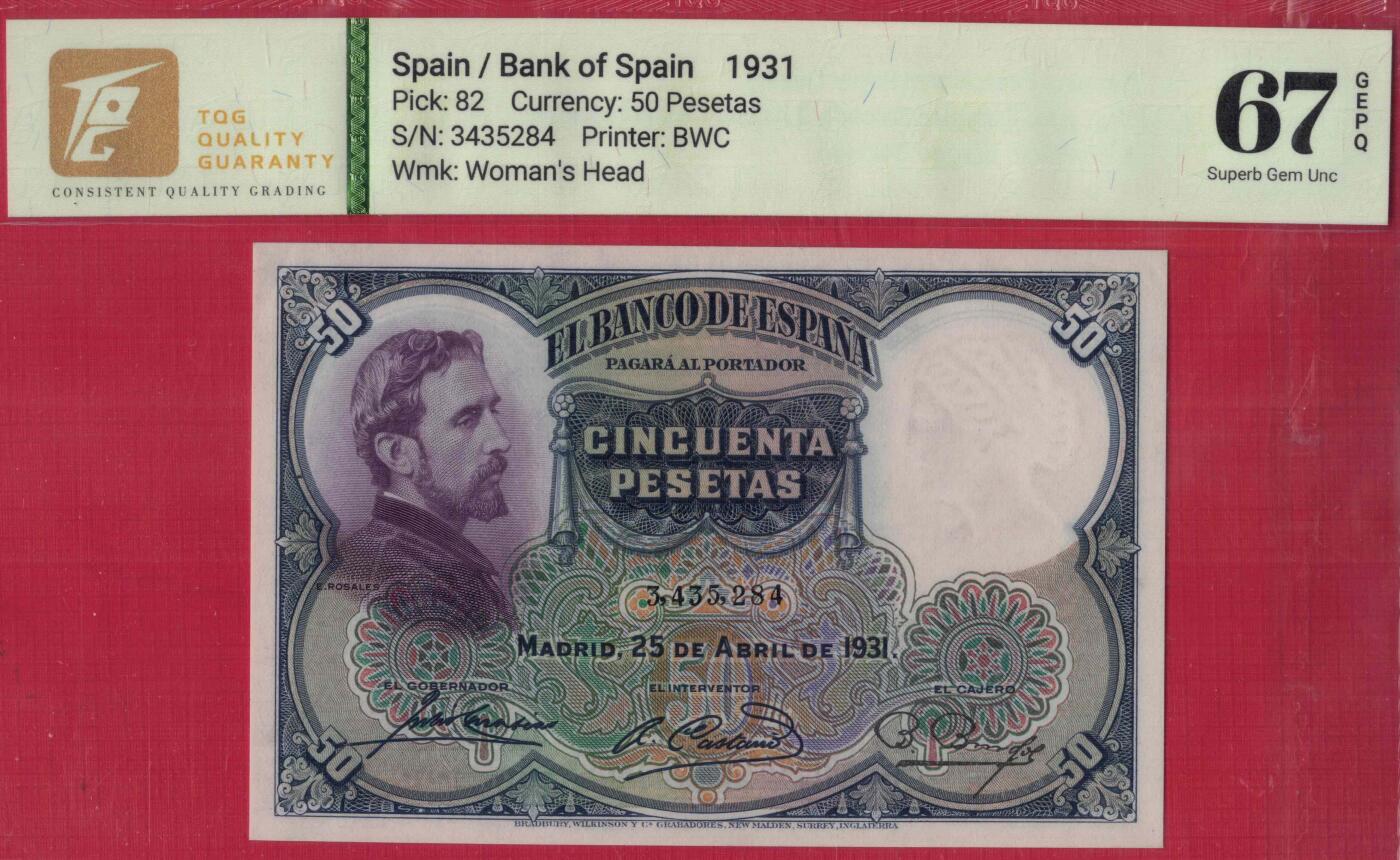 TQG
QUALITY
GUARANTY
CONSISTENT QUALITY GRADING
Spain / Bank of Spain 1931
Pick: 82 Currency: 50 Pesetas
S/N: 3435284 Printer: BWC
Wmk: Woman's Head
67
GEPQ
Superb Gem Unc
50
50
EL BANCO DE ESPAÑA
PAGARÁ AL PORTADOR
CINCUENTA
PESETAS
E. ROSALES
3,435,284
MADRID, 25 DE ABRIL DE 1931.
EL GOBERNADOR EL INTERVENTOR EL CAJERO
50
50
50
BRADBURY, WILKINSON Y Cª GRABADORES, NEW MALDEN, SURREY, INGLATERRA